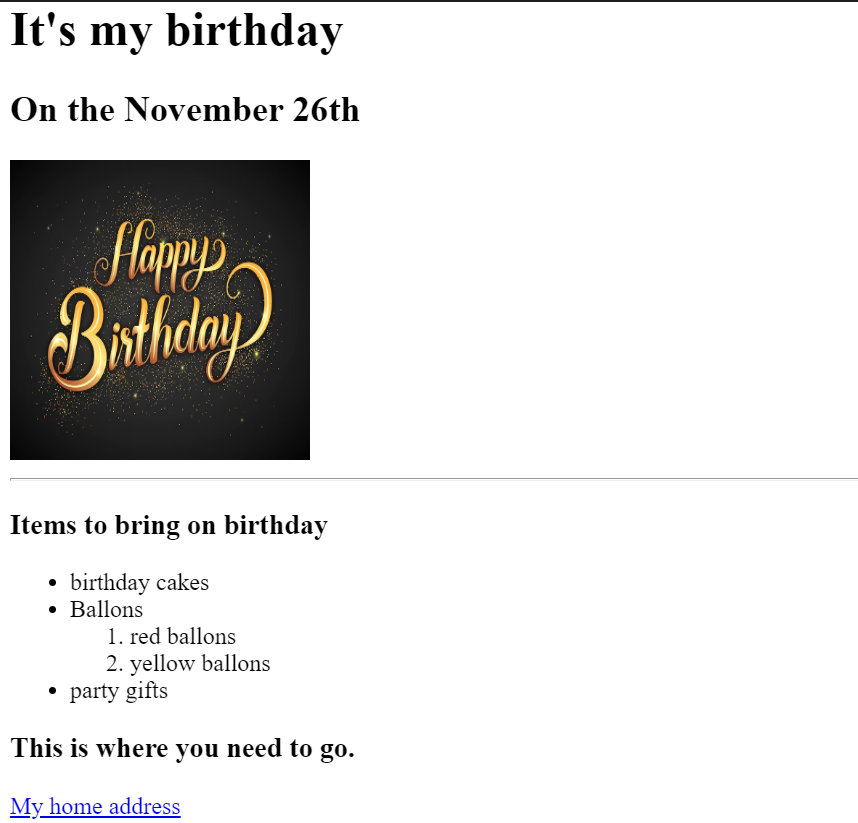 It's my birthday
On the November 26th
Happy
Birthday
Items to bring on birthday
• birthday cakes
• Ballons
1. red ballons
2. yellow ballons
• party gifts
This is where you need to go.
My home address